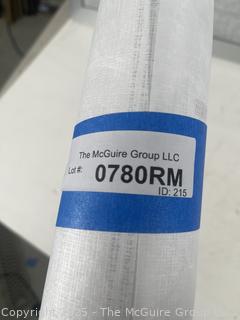 The McGuire Group LLC
Lot #: 0780RM
ID: 215